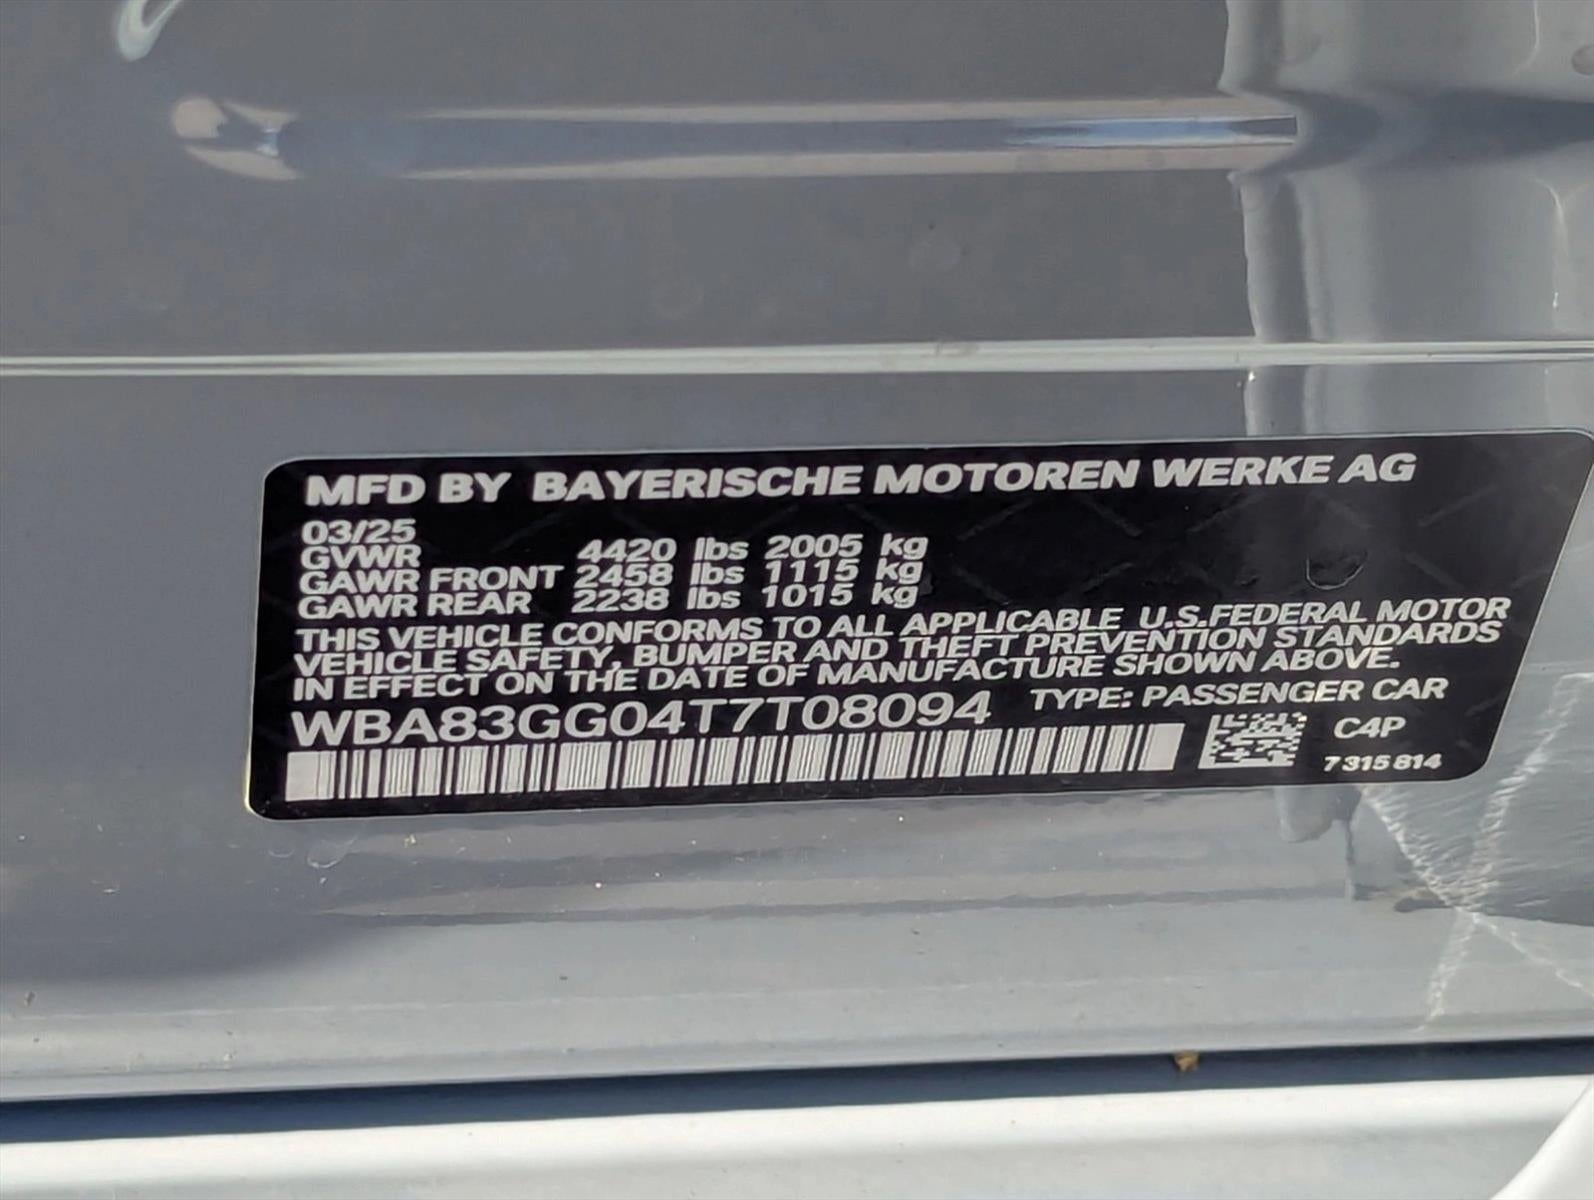 MFD BY BAYERISCHE MOTOREN WERKE AG
03/25
GVWR 4420 lbs 2005 kg
GAWR FRONT 2458 lbs 1115 kg
GAWR REAR 2238 lbs 1015 kg
THIS VEHICLE CONFORMS TO ALL APPLICABLE U.S.FEDERAL MOTOR
VEHICLE SAFETY, BUMPER AND THEFT PREVENTION STANDARDS
IN EFFECT ON THE DATE OF MANUFACTURE SHOWN ABOVE.
WBA83GG04T7T08094 TYPE: PASSENGER CAR
C4P
7 315 814